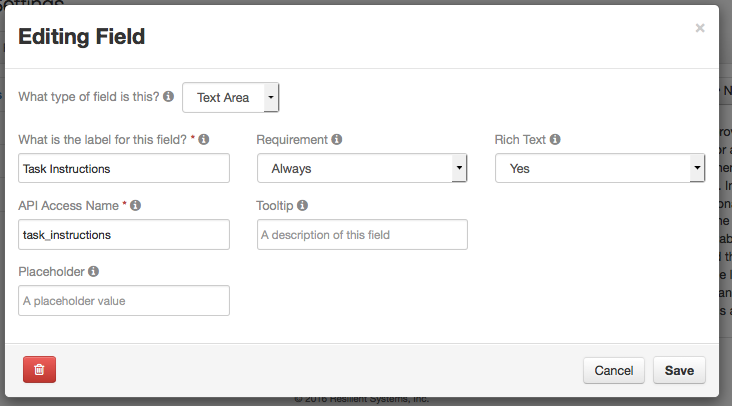 Settings
Editing Field
×
What type of field is this? Text Area
What is the label for this field? * Requirement Rich Text
Task Instructions Always Yes
API Access Name * Tooltip
task_instructions A description of this field
Placeholder
A placeholder value
Cancel Save
© 2016 Resilient Systems, Inc.